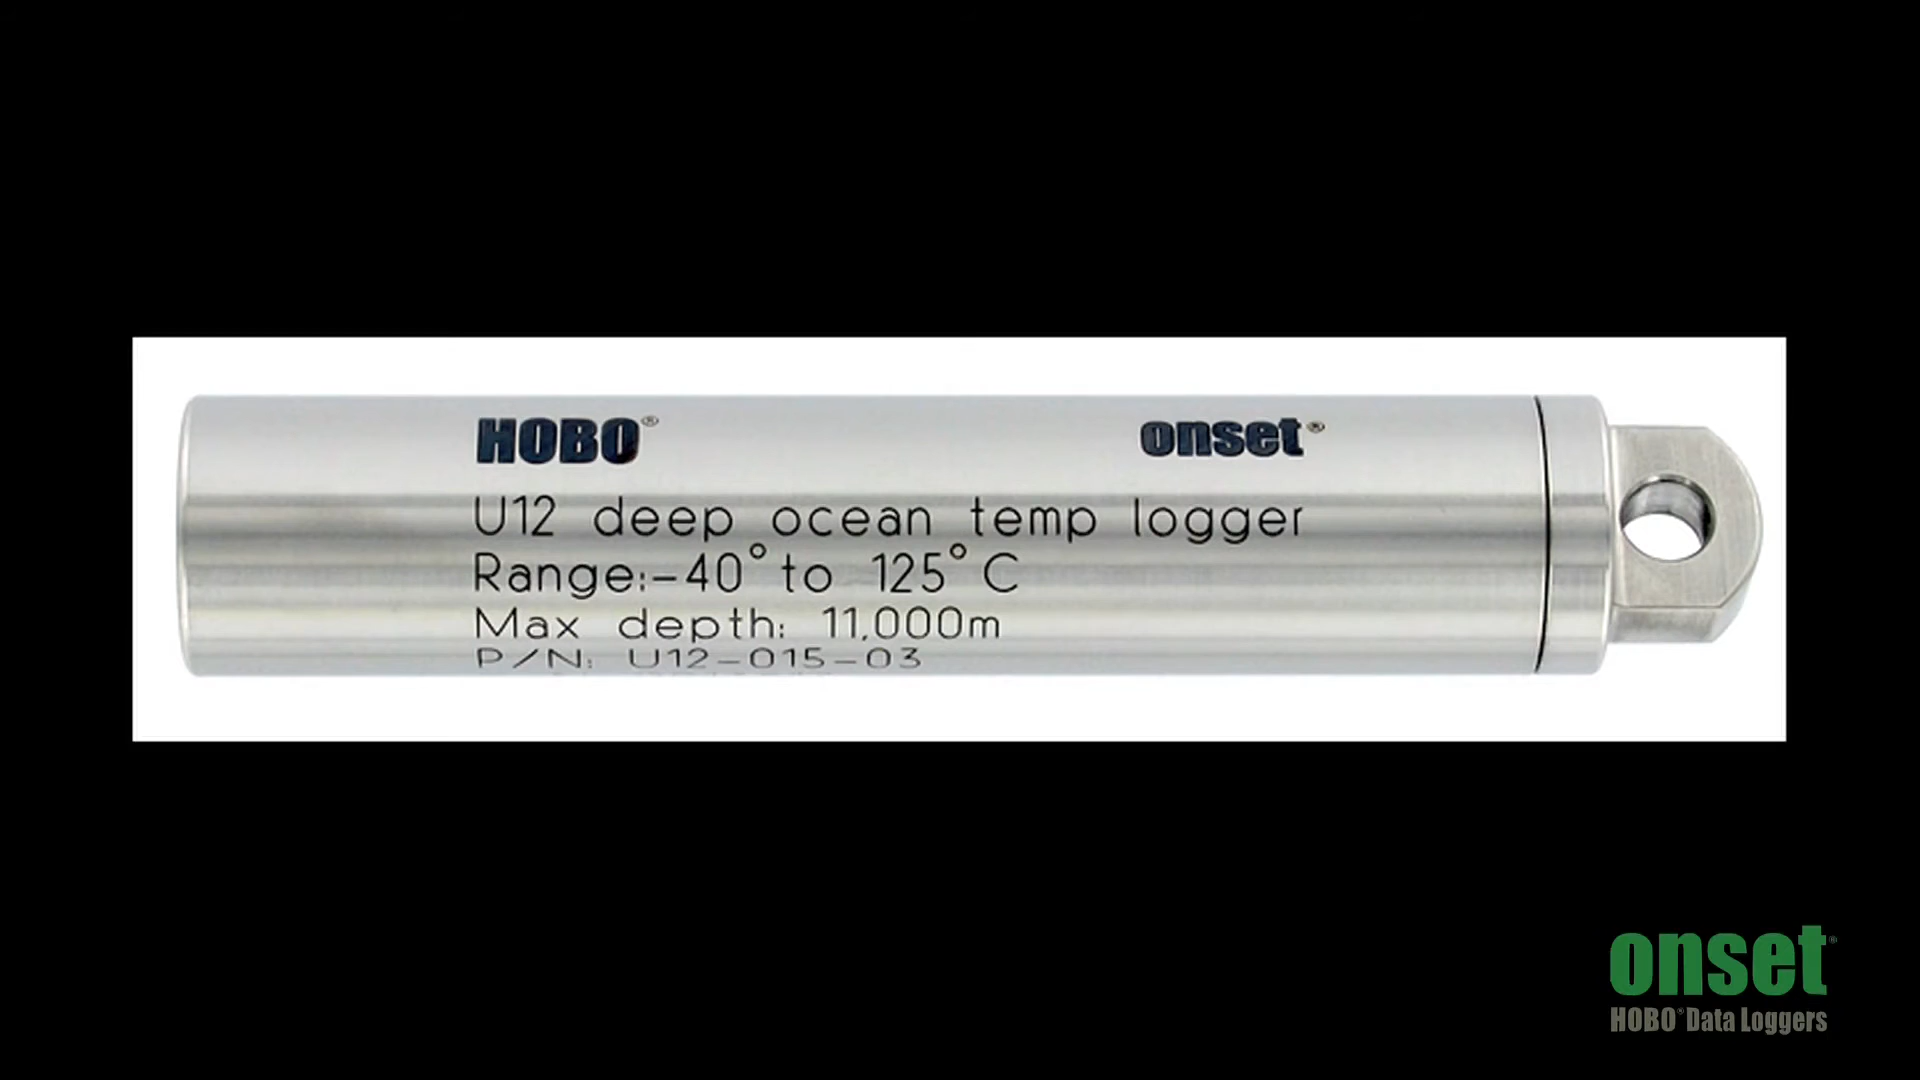 HOBO®
onset®
U12 deep ocean temp logger
Range:-40° to 125° C
Max depth: 11,000m
P/N: U12-015-03
onset®
HOBO® Data Loggers